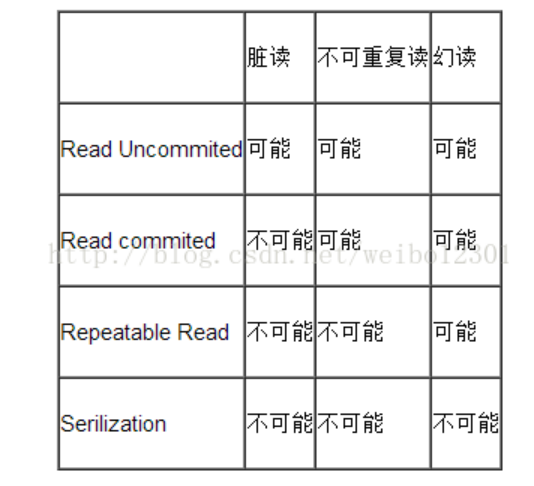 脏读 不可重复读 幻读
Read Uncommited 可能 可能 可能
Read commited 不可能 可能 可能
http://blog.csdn.net/weibo12301
Repeatable Read 不可能 不可能 可能
Serilization 不可能 不可能 不可能